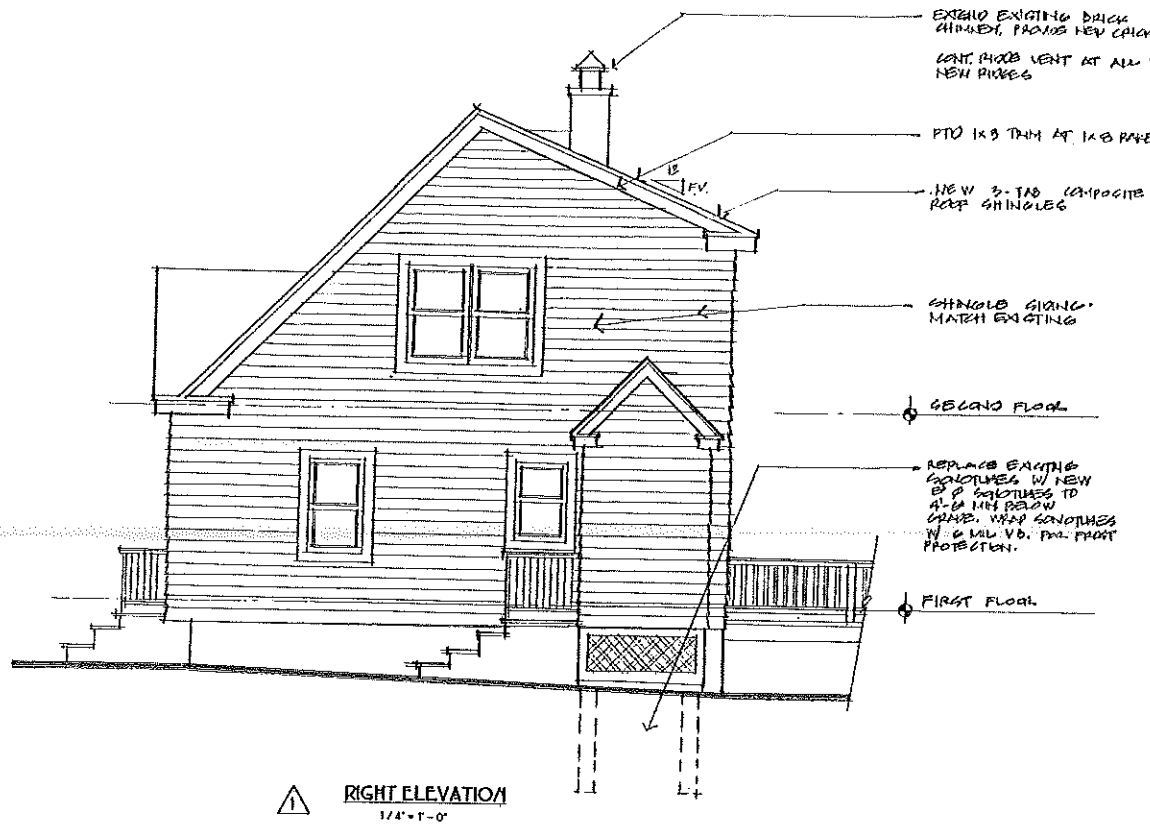 EXTEND EXISTING BRICK
CHIMNEY, PROVIDE NEW CRICK
CONT. RIDGE VENT AT ALL
NEW RIDGES
PTD 1x3 TRIM AT 1x8 RAKE
12
F.V.
NEW 3-TAB COMPOSITE
ROOF SHINGLES
SHINGLE SIDING.
MATCH EXISTING
SECOND FLOOR
REPLACE EXISTING
SONOTUBES W/ NEW
SONOTUBES TO
4'-6" MIN BELOW
GRADE. WRAP SONOTUBES
W/ 6 MIL V.B. FOR FROST
PROTECTION.
FIRST FLOOR
1 RIGHT ELEVATION
1/4"=1'-0"